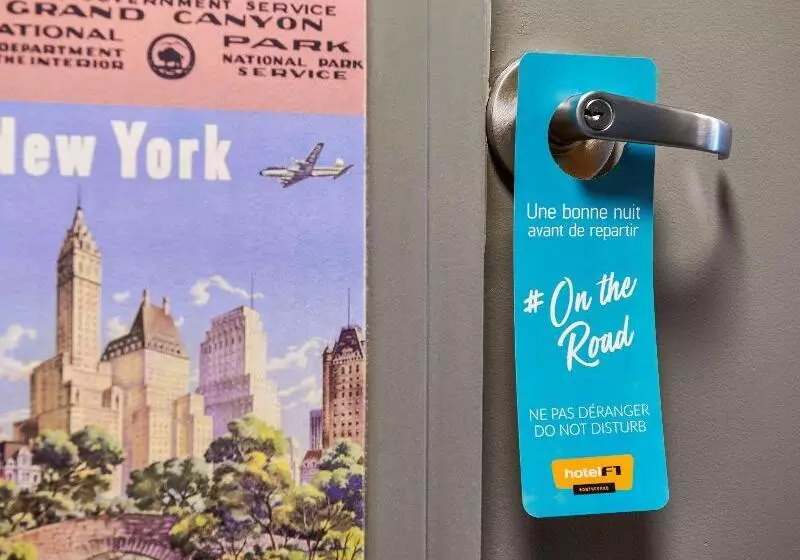 GOVERNMENT SERVICE
GRAND CANYON
NATIONAL PARK
DEPARTMENT
THE INTERIOR
NATIONAL PARK
SERVICE
New York
Une bonne nuit
avant de repartir
# On the
Road
NE PAS DÉRANGER
DO NOT DISTURB
hotelF1